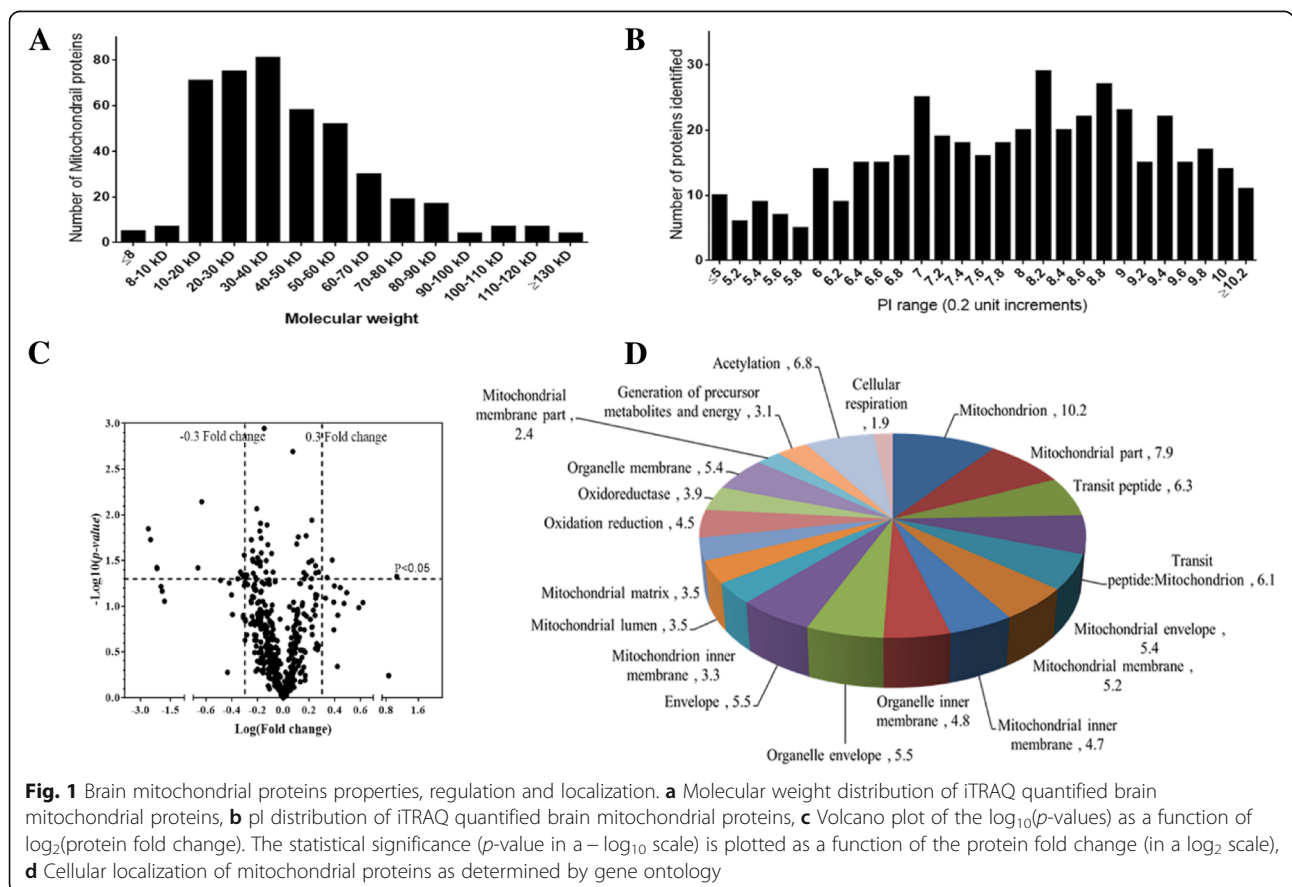 A
Number of Mitochondrail proteins
80
60
40
20
0
≤8
8-10 kD
10-20 kD
20-30 kD
30-40 kD
40-50 kD
50-60 kD
60-70 kD
70-80 kD
80-90 kD
90-100 kD
100-110 kD
110-120 kD
≥130 kD
Molecular weight
B
Number of proteins identified
30
20
10
0
≤5
5.2
5.4
5.6
5.8
6
6.2
6.4
6.6
6.8
7
7.2
7.4
7.6
7.8
8
8.2
8.4
8.6
8.8
9
9.2
9.4
9.6
9.8
10
≥10.2
PI range (0.2 unit increments)
C
-Log10(p-value)
3.0
2.5
2.0
1.5
1.0
0.5
0.0
-0.3 Fold change
0.3 Fold change
P<0.05
-3.0
-1.5
-0.6
-0.4
-0.2
0.0
0.2
0.4
0.6
0.8
1.6
Log(Fold change)
D
Acetylation , 6.8
Cellular
respiration
, 1.9
Mitochondrion , 10.2
Mitochondrial part , 7.9
Transit peptide , 6.3
Transit
peptide:Mitochondrion , 6.1
Mitochondrial envelope ,
5.4
Mitochondrial membrane ,
5.2
Mitochondrial inner
membrane , 4.7
Organelle inner
membrane , 4.8
Organelle envelope , 5.5
Envelope , 5.5
Mitochondrion inner
membrane , 3.3
Mitochondrial lumen , 3.5
Mitochondrial matrix , 3.5
Oxidation reduction , 4.5
Oxidoreductase , 3.9
Organelle membrane , 5.4
Mitochondrial
membrane part ,
2.4
Generation of precursor
metabolites and energy , 3.1
Fig. 1 Brain mitochondrial proteins properties, regulation and localization. a Molecular weight distribution of iTRAQ quantified brain
mitochondrial proteins, b pI distribution of iTRAQ quantified brain mitochondrial proteins, c Volcano plot of the log10(p-values) as a function of
log2(protein fold change). The statistical significance (p-value in a − log10 scale) is plotted as a function of the protein fold change (in a log2 scale),
d Cellular localization of mitochondrial proteins as determined by gene ontology